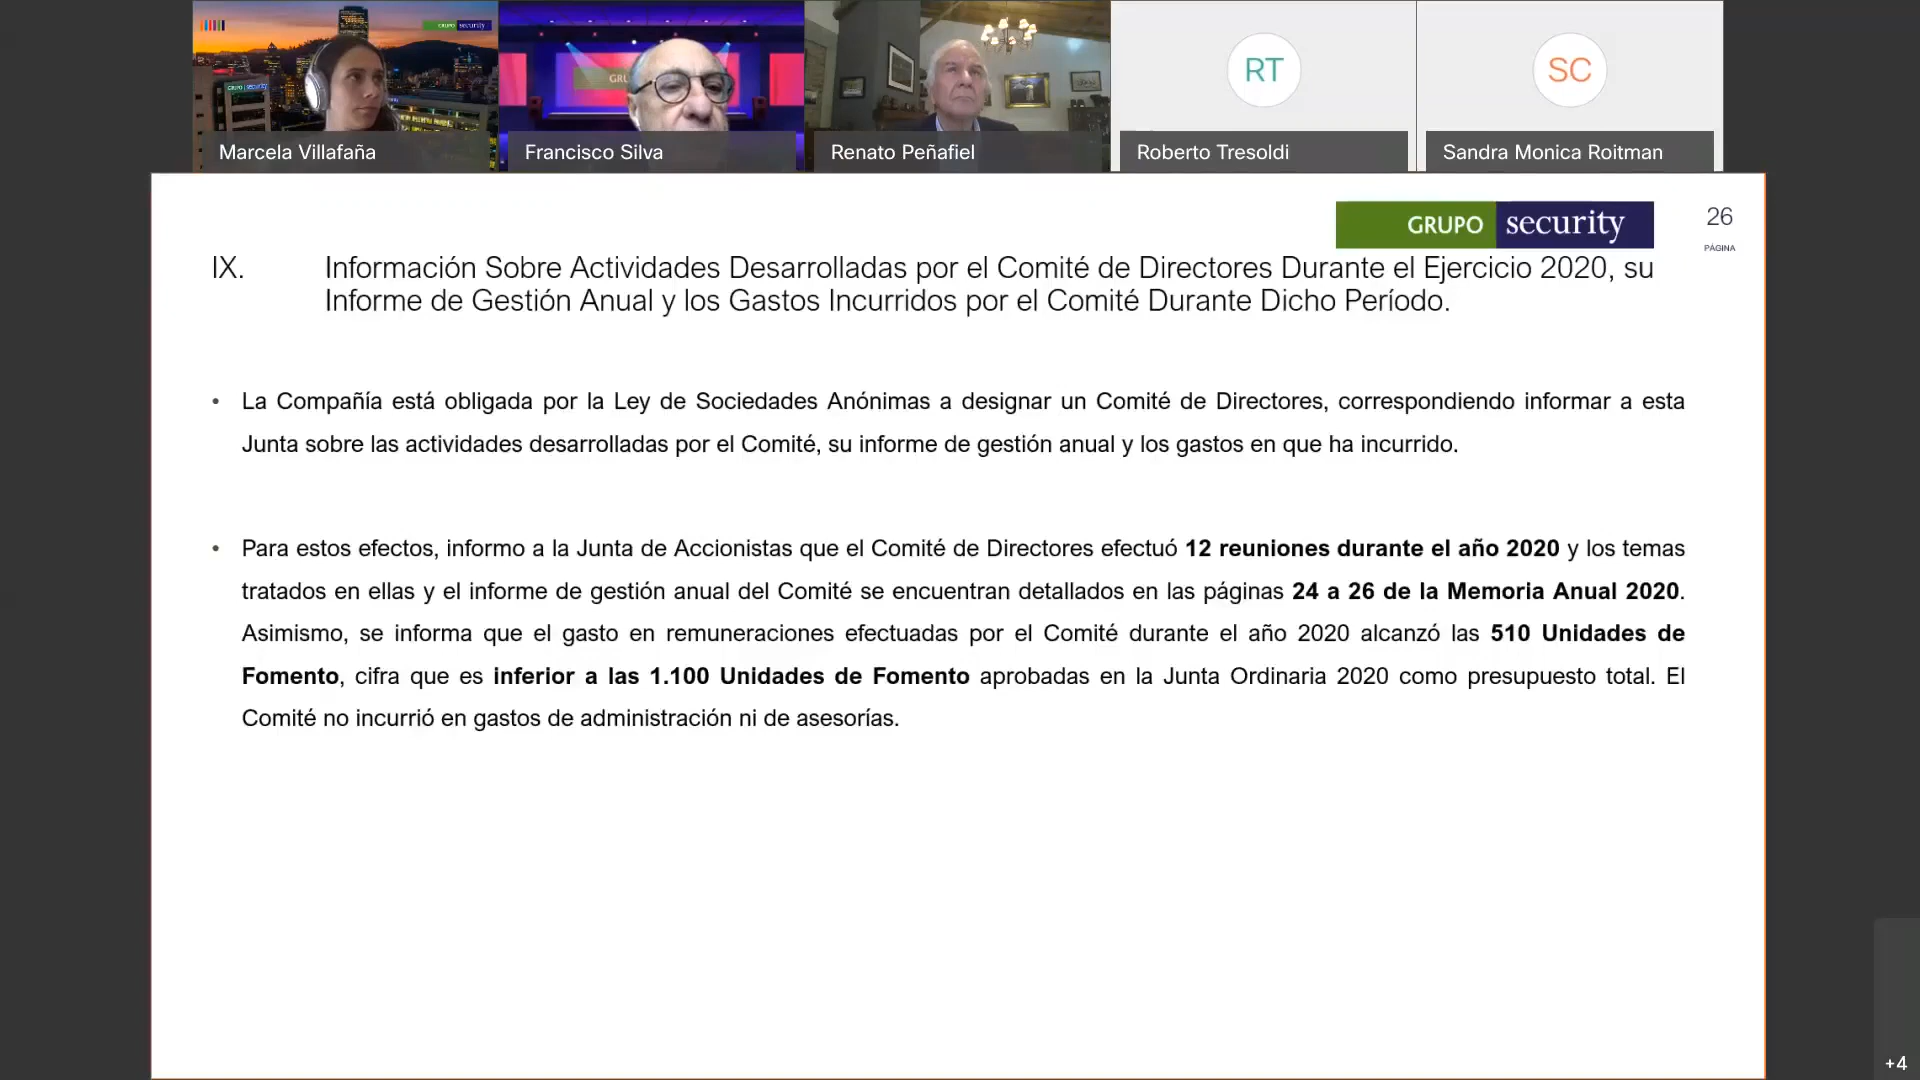 GRUPO security
GRUPO security
GRU
RT
SC
Marcela Villafaña
Francisco Silva
Renato Peñafiel
Roberto Tresoldi
Sandra Monica Roitman
GRUPO security
26
PÁGINA
IX. Información Sobre Actividades Desarrolladas por el Comité de Directores Durante el Ejercicio 2020, su
Informe de Gestión Anual y los Gastos Incurridos por el Comité Durante Dicho Período.
• La Compañía está obligada por la Ley de Sociedades Anónimas a designar un Comité de Directores, correspondiendo informar a esta
Junta sobre las actividades desarrolladas por el Comité, su informe de gestión anual y los gastos en que ha incurrido.
• Para estos efectos, informo a la Junta de Accionistas que el Comité de Directores efectuó 12 reuniones durante el año 2020 y los temas
tratados en ellas y el informe de gestión anual del Comité se encuentran detallados en las páginas 24 a 26 de la Memoria Anual 2020.
Asimismo, se informa que el gasto en remuneraciones efectuadas por el Comité durante el año 2020 alcanzó las 510 Unidades de
Fomento, cifra que es inferior a las 1.100 Unidades de Fomento aprobadas en la Junta Ordinaria 2020 como presupuesto total. El
Comité no incurrió en gastos de administración ni de asesorías.
+4